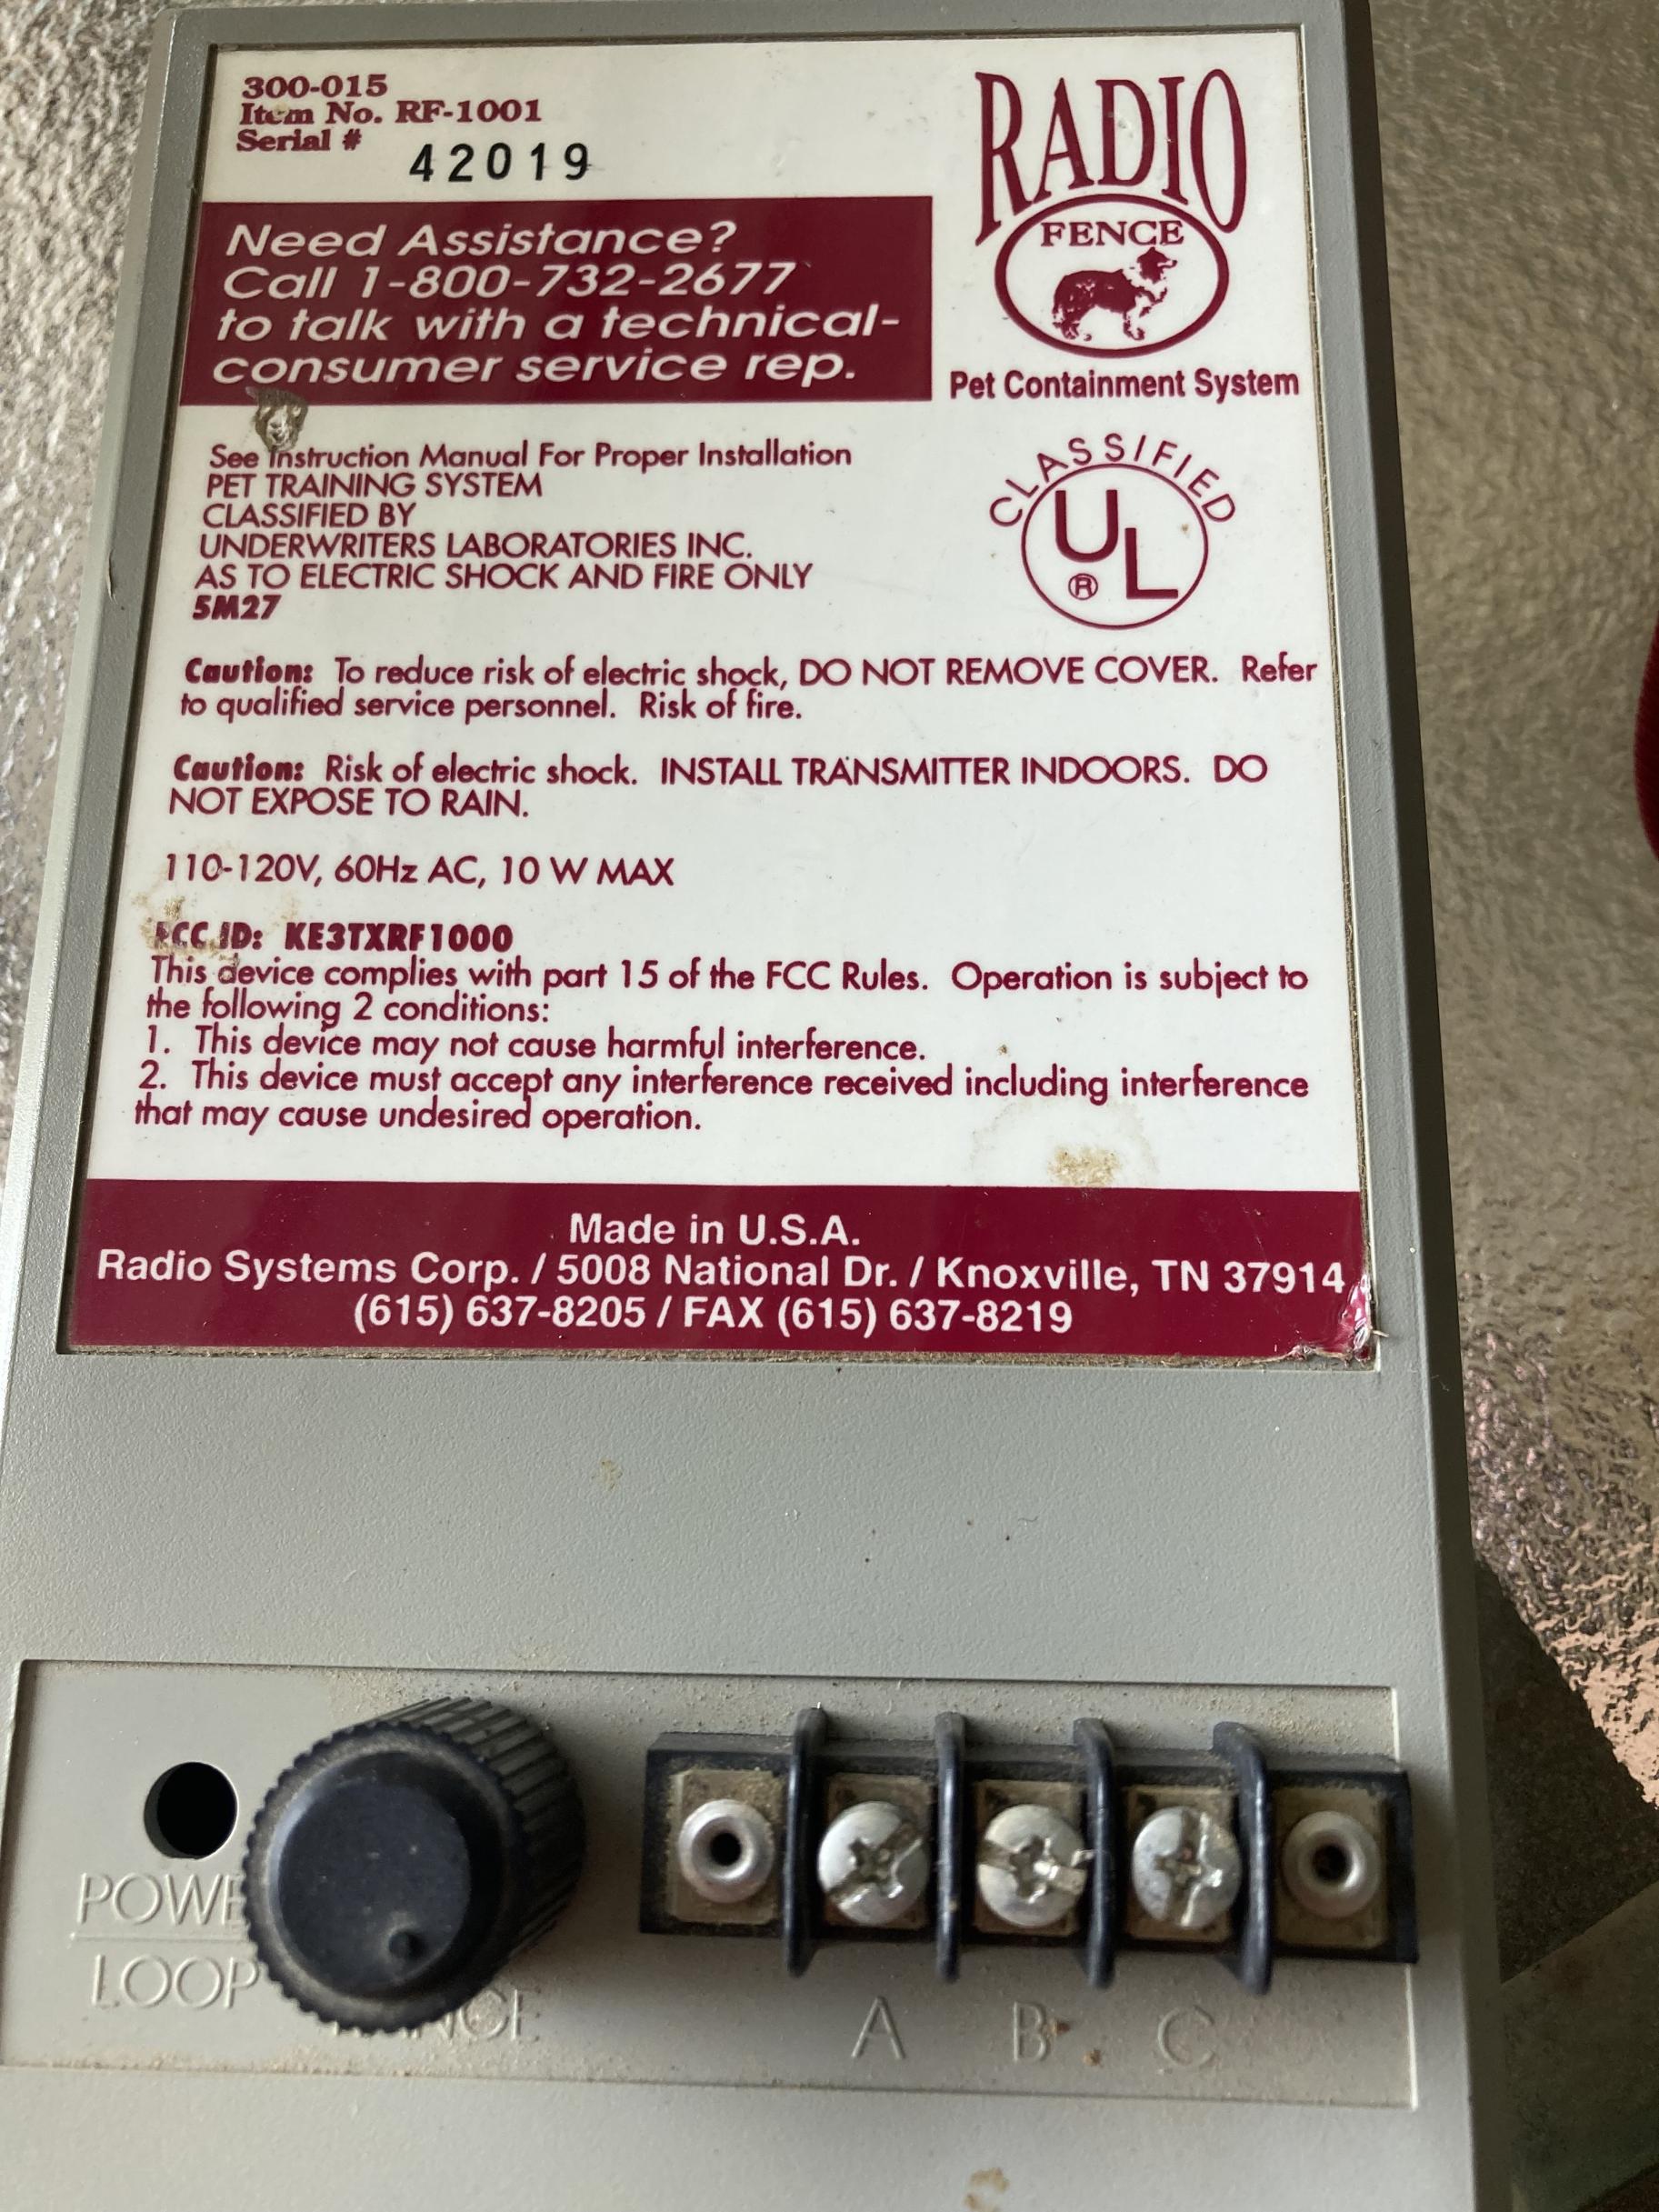 300-015
Item No. RF-1001
Serial #
42019
RADIO
FENCE
Pet Containment System
Need Assistance?
Call 1-800-732-2677
to talk with a technical-
consumer service rep.
See Instruction Manual For Proper Installation
PET TRAINING SYSTEM
CLASSIFIED BY
UNDERWRITERS LABORATORIES INC.
AS TO ELECTRIC SHOCK AND FIRE ONLY
5M27
CLASSIFIED
UL
®
Caution: To reduce risk of electric shock, DO NOT REMOVE COVER. Refer
to qualified service personnel. Risk of fire.
Caution: Risk of electric shock. INSTALL TRANSMITTER INDOORS. DO
NOT EXPOSE TO RAIN.
110-120V, 60Hz AC, 10 W MAX
FCC ID: KE3TXRF1000
This device complies with part 15 of the FCC Rules. Operation is subject to
the following 2 conditions:
1. This device may not cause harmful interference.
2. This device must accept any interference received including interference
that may cause undesired operation.
Made in U.S.A.
Radio Systems Corp. / 5008 National Dr. / Knoxville, TN 37914
(615) 637-8205 / FAX (615) 637-8219
POWE
LOOP
A B C